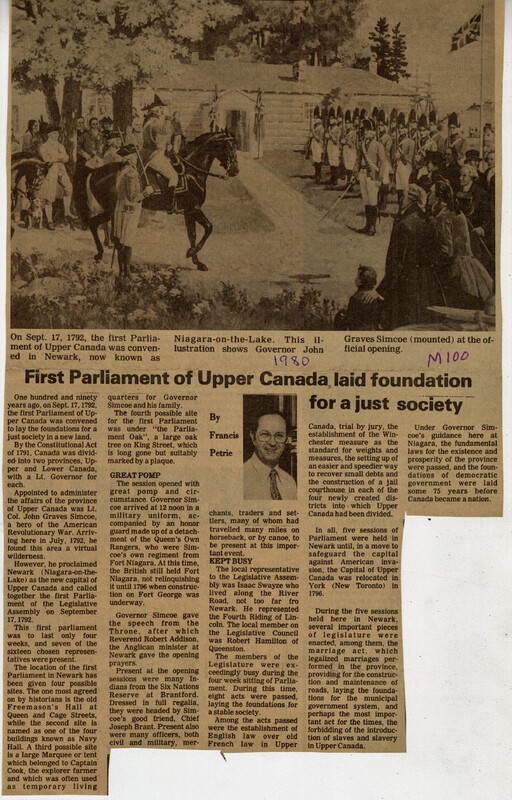 On Sept. 17, 1792, the first Parlia-
ment of Upper Canada was conven-
ed in Newark, now known as
Niagara-on-the-Lake. This il-
lustration shows Governor John
Graves Simcoe (mounted) at the of-
ficial opening.
1980
M100
First Parliament of Upper Canada laid foundation
for a just society
One hundred and ninety
years ago, on Sept. 17, 1792,
the first Parliament of Up-
per Canada was convened
to lay the foundations for a
just society in a new land.
By the Constitutional Act
of 1791, Canada was divid-
ed into two provinces, Up-
per and Lower Canada,
with a Lt. Governor for
each.
Appointed to administer
the affairs of the province
of Upper Canada was Lt.
Col. John Graves Simcoe,
a hero of the American
Revolutionary War. Arriv-
ing here in July, 1792, he
found this area a virtual
wilderness.
However, he proclaimed
Newark (Niagara-on-the-
Lake) as the new capital of
Upper Canada and called
together the first Parlia-
ment of the Legislative
Assembly on September
17, 1792.
This first parliament
was to last only four
weeks, and seven of the
sixteen chosen represen-
tatives were present.
The location of the first
Parliament in Newark has
been given four possible
sites. The one most agreed
on by historians is the old
Freemason's Hall at
Queen and Cage Streets,
while the second site is
named as one of the four
buildings known as Navy
Hall. A third possible site
is a large Marquee or tent
which belonged to Captain
Cook, the explorer farmer
and which was often used
as temporary living
quarters for Governor
Simcoe and his family.
The fourth possible site
for the first Parliament
was under the "Parliament
Oak", a large oak
tree on King Street, which
is long gone but suitably
marked by a plaque.
GREAT POMP
The session opened with
great pomp and cir-
cumstance. Governor Sim-
coe arrived at 12 noon in a
military uniform, ac-
companied by an honor
guard made up of a detach-
ment of the Queen's Own
Rangers, who were Sim-
coe's own regiment from
Fort Niagara. At this time,
the British still held Fort
Niagara, not relinquishing
it until 1796 when construc-
tion on Fort George was
underway.
Governor Simcoe gave
the speech from the
Throne, after which
Reverend Robert Addison,
the Anglican minister at
Newark gave the opening
prayers.
Present at the opening
sessions were many In-
dians from the Six Nations
Reserve at Brantford.
Dressed in full regalia,
they were headed by Sim-
coe's good friend, Chief
Joseph Brant. Present also
were many officers, both
civil and military, mer-
By
Francis
Petrie
chants, traders and set-
tlers, many of whom had
travelled many miles on
horseback, or by canoe, to
be present at this impor-
tant event.
KEPT BUSY
The local representative
to the Legislative Assem-
bly was Isaac Swayze who
lived along the River
Road, not too far fro
Newark. He represented
the Fourth Riding of Lin-
coln. The local member on
the Legislative Council
was Robert Hamilton of
Queenston.
The members of the
Legislature were ex-
ceedingly busy during the
four week sitting of Parlia-
ment. During this time,
eight acts were passed,
laying the foundations for
a stable society.
Among the acts passed
were the establishment of
English law over old
French law in Upper
Canada, trial by jury, the
establishment of the Win-
chester measure as the
standard for weights and
measures, the setting up of
an easier and speedier way
to recover small debts and
the construction of a jail
courthouse in each of the
four newly created dis-
tricts into which Upper
Canada had been divided.
In all, five sessions of
Parliament were held in
Newark until, in a move to
safeguard the capital
against American inva-
sion, the Capital of Upper
Canada was relocated to
York (New Toronto) in
1796.
During the five sessions
held here in Newark,
several important pieces
of legislature were
enacted, among them, the
marriage act, which
legalized marriages per-
formed in the province,
providing for the construc-
tion and maintenance of
roads, laying the founda-
tions for the municipal
government system, and
perhaps the most impor-
tant act for the times, the
forbidding of the introduc-
tion of slaves and slavery
in Upper Canada.
Under Governor Sim-
coe's guidance here at
Niagara, the fundamental
laws for the existence and
prosperity of the province
were passed, and the foun-
dations of democratic
government were laid
some 75 years before
Canada became a nation.